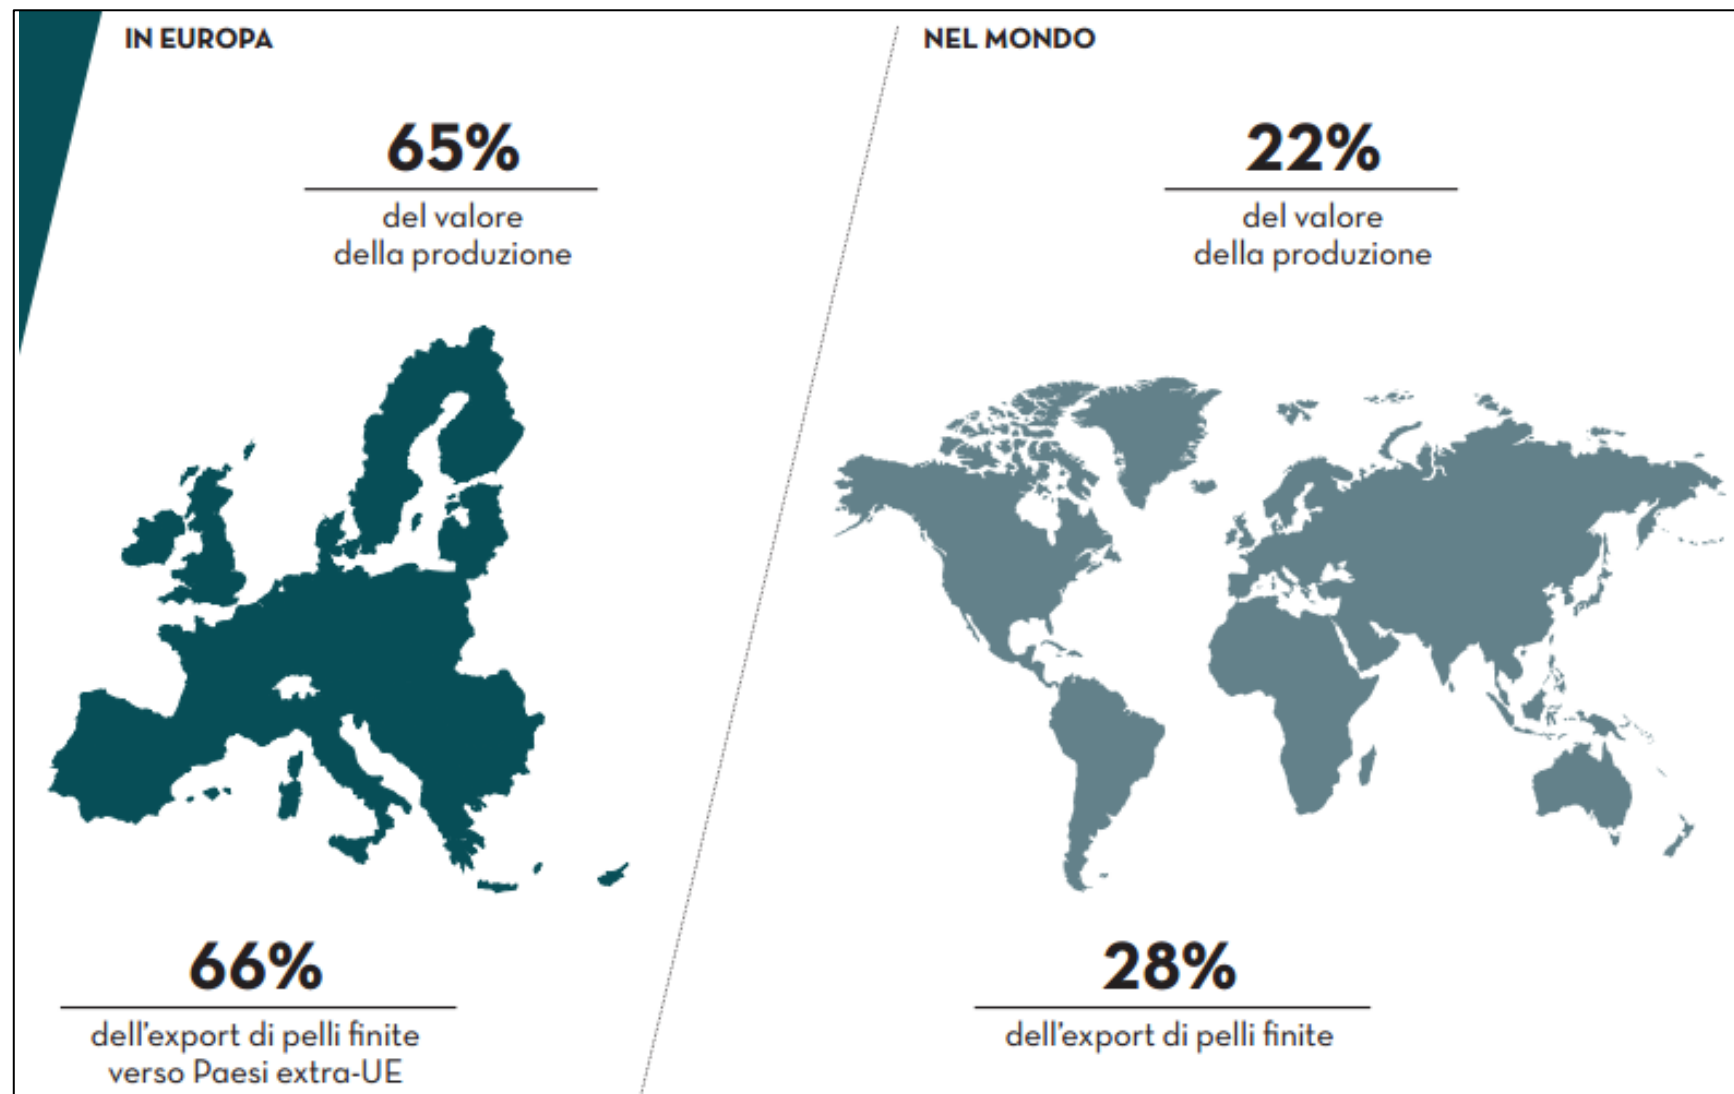 IN EUROPA
65%
del valore
della produzione
66%
dell'export di pelli finite
verso Paesi extra-UE
NEL MONDO
22%
del valore
della produzione
28%
dell'export di pelli finite